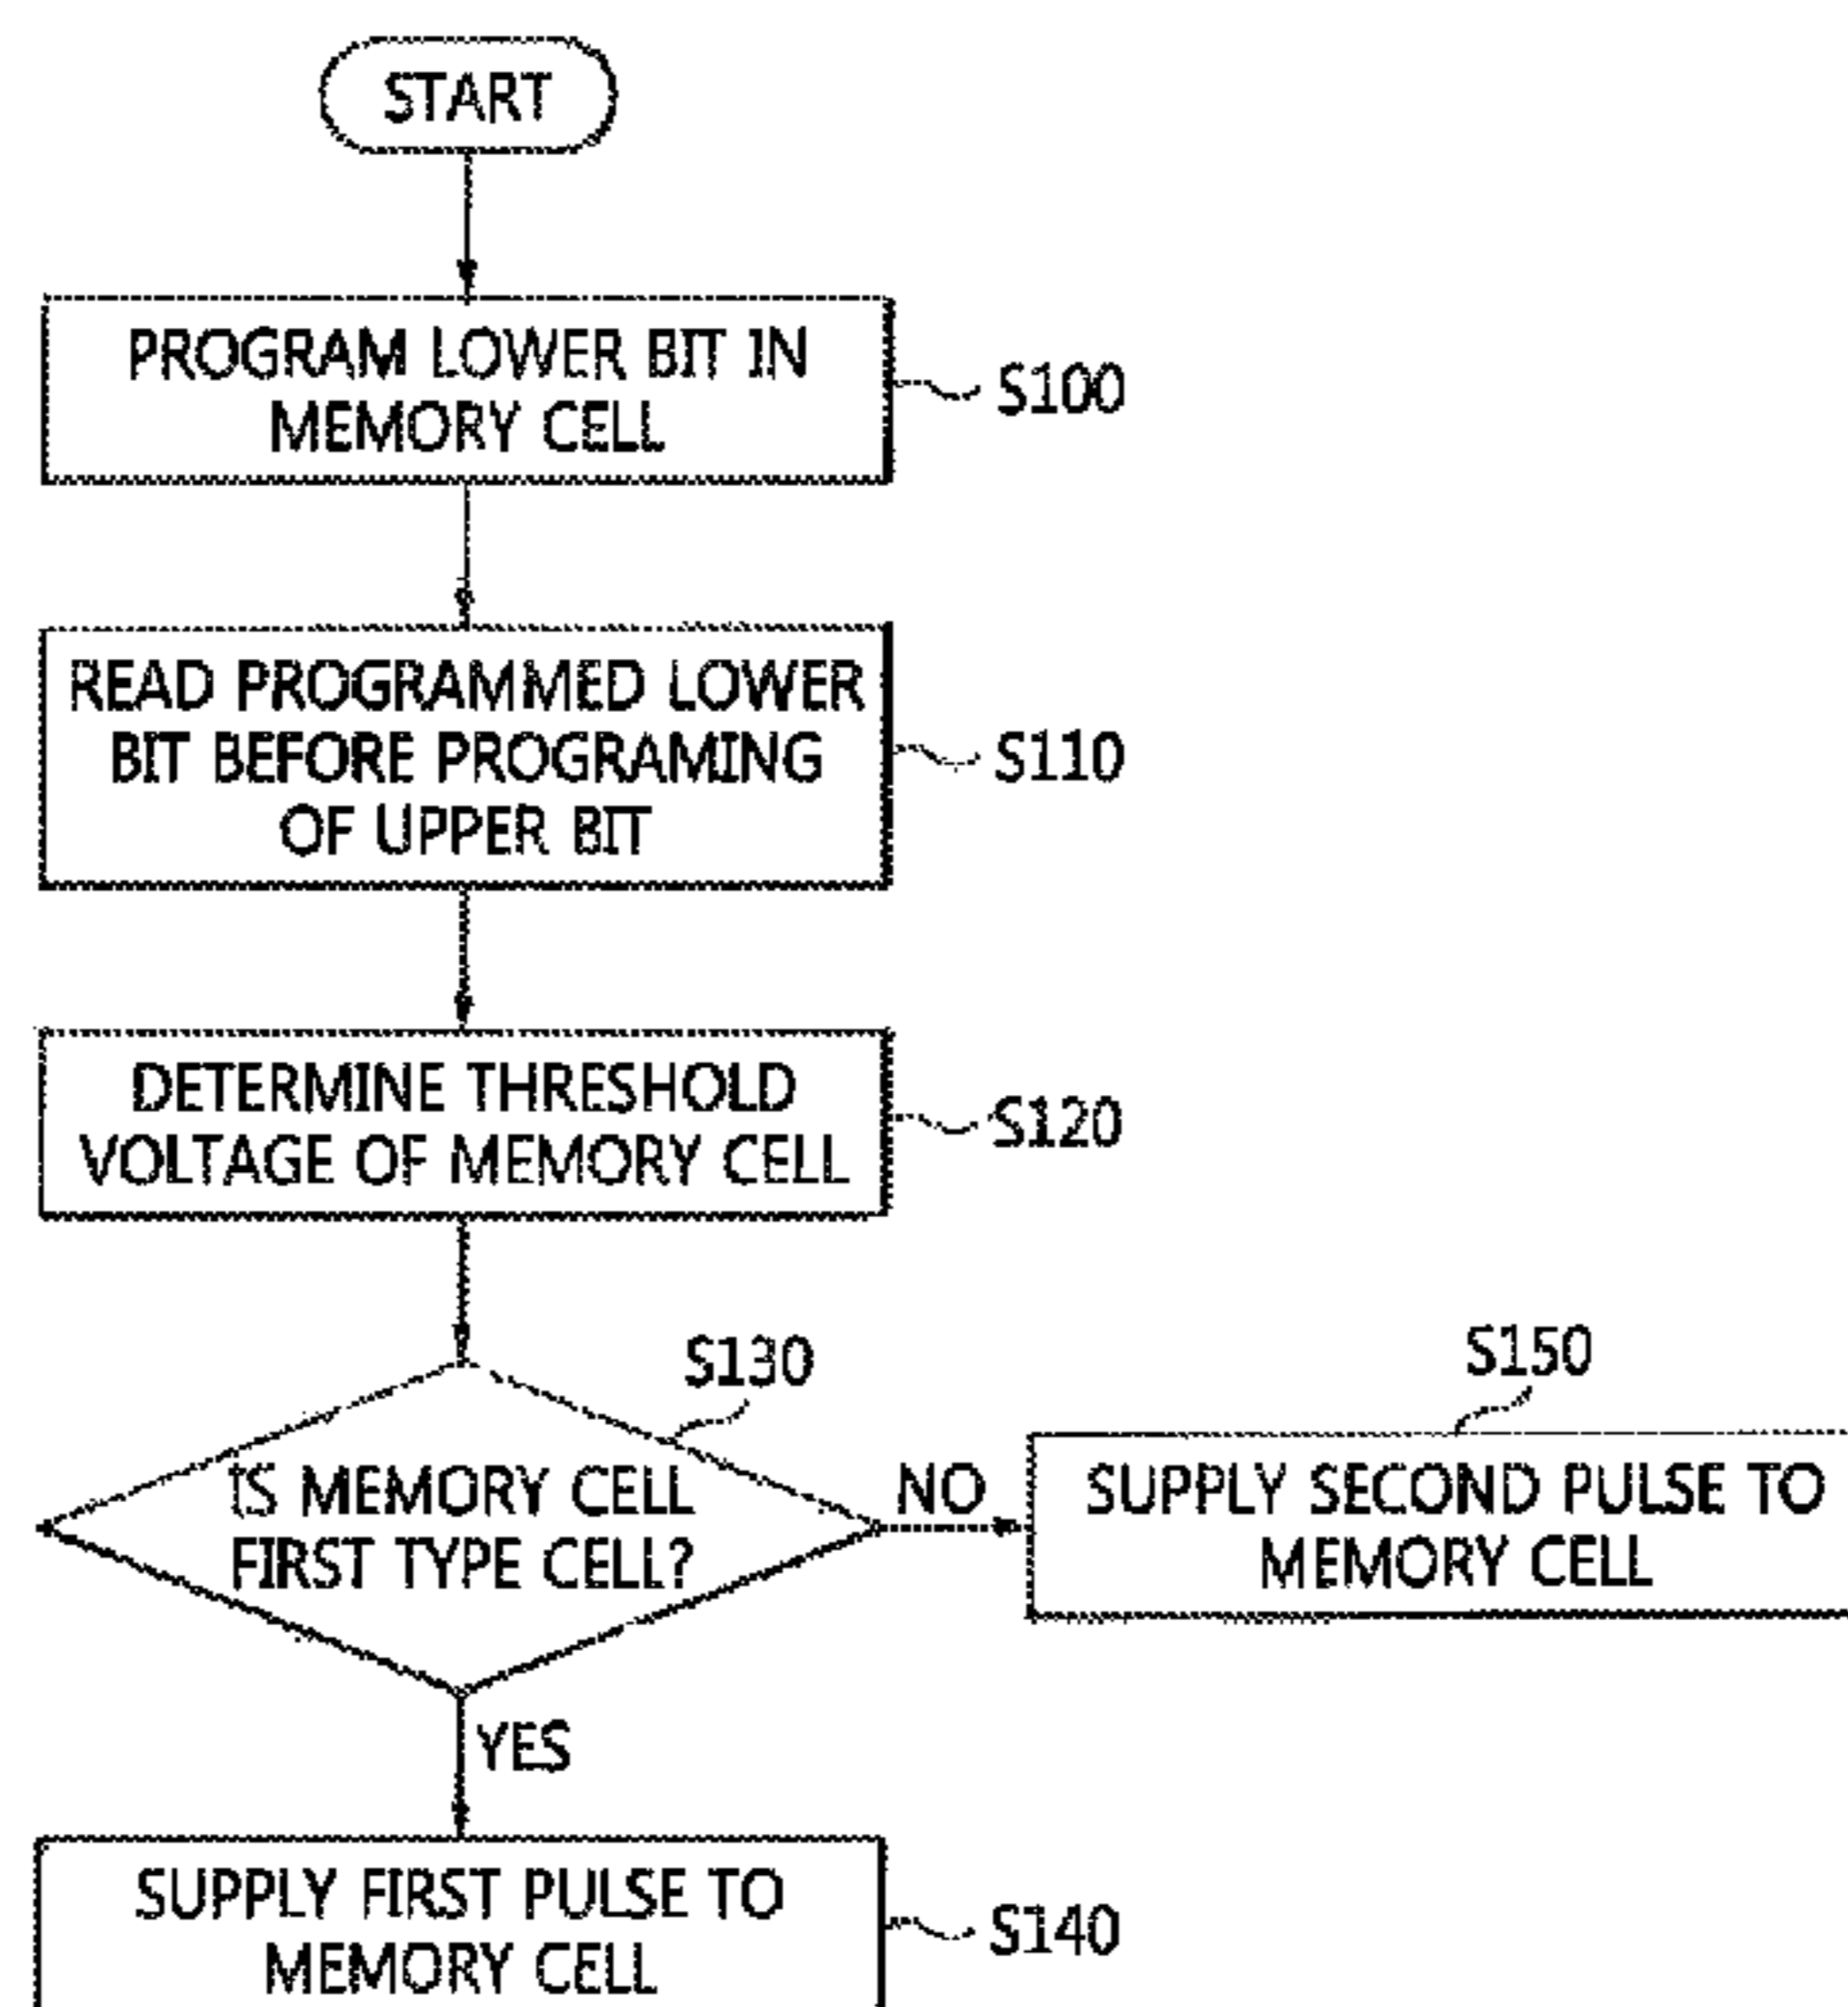 START
PROGRAM LOWER BIT IN
MEMORY CELL
S100
READ PROGRAMMED LOWER
BIT BEFORE PROGRAMING
OF UPPER BIT
S110
DETERMINE THRESHOLD
VOLTAGE OF MEMORY CELL
S120
S130
IS MEMORY CELL
FIRST TYPE CELL?
NO
S150
SUPPLY SECOND PULSE TO
MEMORY CELL
YES
SUPPLY FIRST PULSE TO
MEMORY CELL
S140